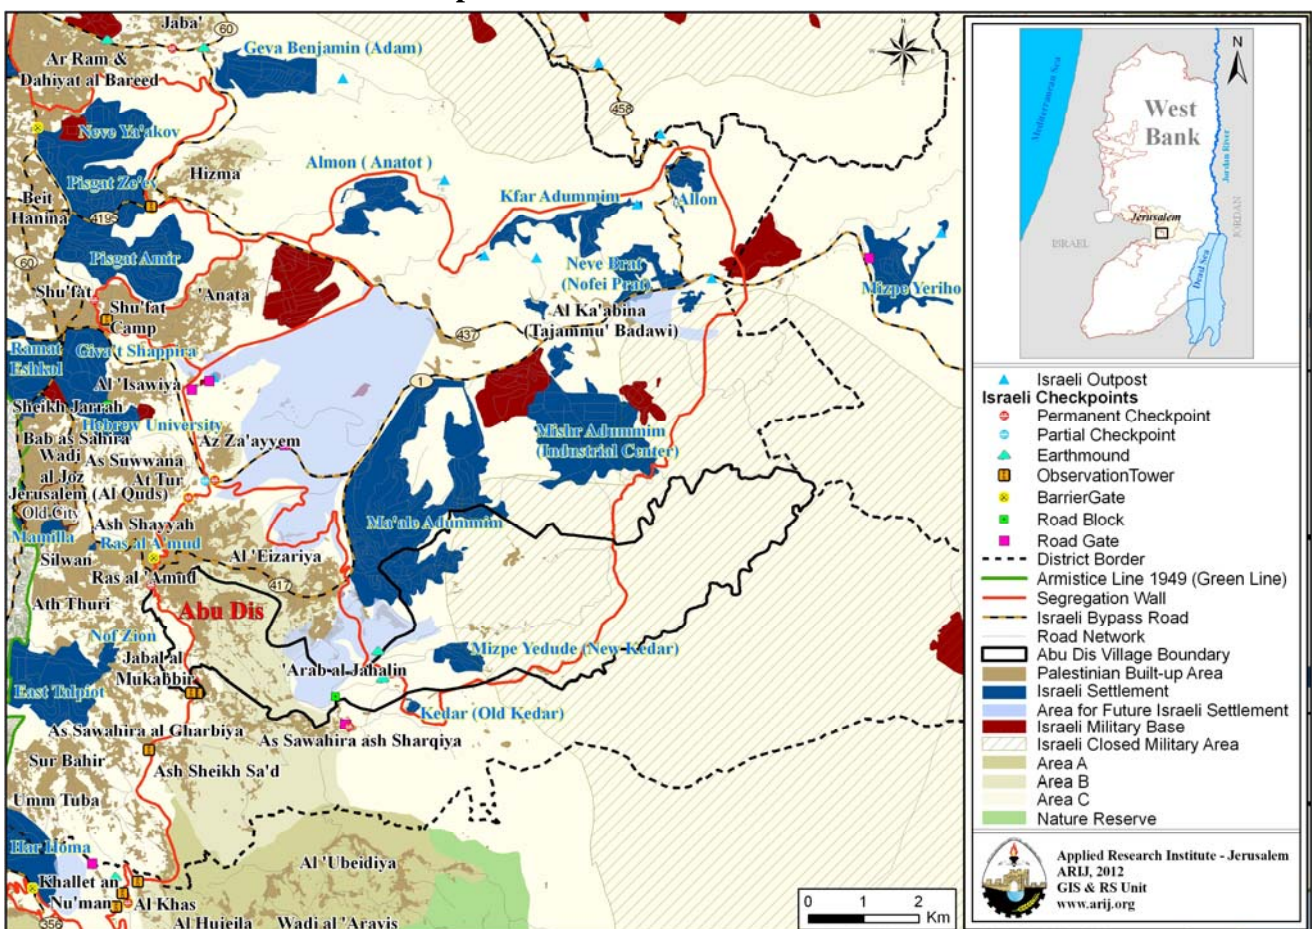 Jaba'
60
Geva Benjamin (Adam)
Ar Ram &
Dahiyat al Bareed
458
Neve Ya'akov
Almon ( Anatot )
Hizma
Pisgat Ze'ev
Kfar Adummim
Allon
Beit
Hanina
4195
60
Pisgat Amir
Neve Brat
(Nofei Prat)
Mizpe Yeriho
Shu'fat
'Anata
Shu'fat
Camp
Al Ka'abina
(Tajammu' Badawi)
437
Ramat
Eshkol
Giva't Shappira
Al 'Isawiya
1
Sheikh Jarrah
Hebrew University
Bab as Sahira
Az Za'ayyem
Mishr Adummim
(Industrial Center)
Wadi
al Joz
As Suwwana
At Tur
Jerusalem (Al Quds)
Old City
Ash Shayyah
Ma'ale Adummim
Mamilla
Ras al A'mud
Silwan
Al 'Eizariya
Ras al 'Amud
417
Ath Thuri
Abu Dis
Nof Zion
Mizpe Yedude (New Kedar)
Jabal al
Mukabbir
'Arab al Jahalin
East Talpiot
Kedar (Old Kedar)
As Sawahira al Gharbiya
As Sawahira ash Sharqiya
Sur Bahir
Ash Sheikh Sa'd
Umm Tuba
Har Homa
Al 'Ubeidiya
Khallet an
Nu'man
Al Khas
356
Al Hujeila
Wadi al 'Arayis
0 1 2
Km
N
Mediterranean Sea
West
Bank
Jordan River
Jerusalem
JORDAN
ISRAEL
Dead Sea
Israeli Outpost
Israeli Checkpoints
Permanent Checkpoint
Partial Checkpoint
Earthmound
ObservationTower
BarrierGate
Road Block
Road Gate
District Border
Armistice Line 1949 (Green Line)
Segregation Wall
Israeli Bypass Road
Road Network
Abu Dis Village Boundary
Palestinian Built-up Area
Israeli Settlement
Area for Future Israeli Settlement
Israeli Military Base
Israeli Closed Military Area
Area A
Area B
Area C
Nature Reserve
Applied Research Institute - Jerusalem
ARIJ, 2012
GIS & RS Unit
www.arij.org